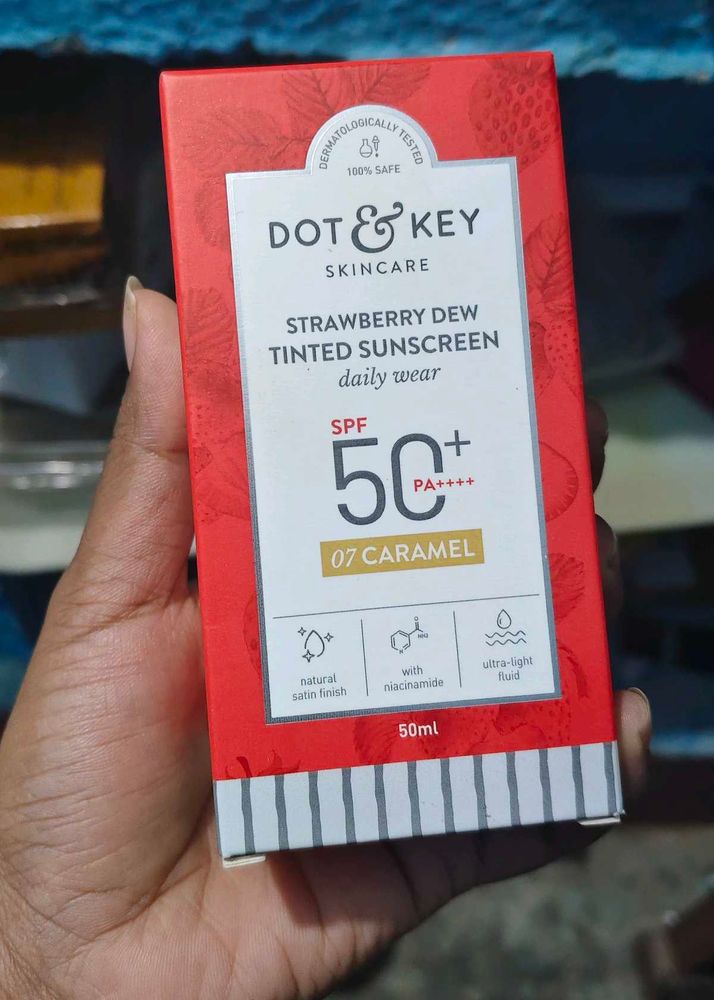 DERMATOLOGICALLY TESTED
100% SAFE
DOT & KEY
SKINCARE
STRAWBERRY DEW
TINTED SUNSCREEN
daily wear
SPF
50+
PA++++
07 CARAMEL
natural
satin finish
with
niacinamide
ultra-light
fluid
50ml